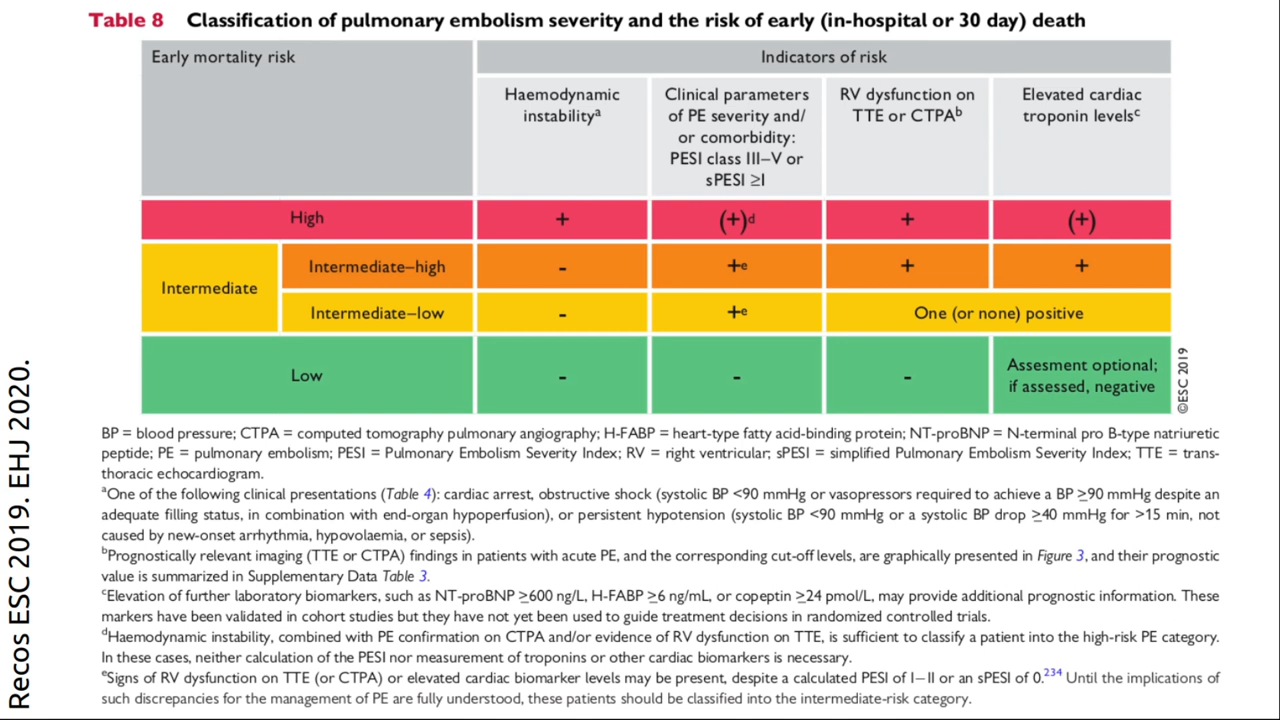 Table 8 Classification of pulmonary embolism severity and the risk of early (in-hospital or 30 day) death
Early mortality risk
Indicators of risk
Haemodynamic
instabilityᵃ
Clinical parameters
of PE severity and/
or comorbidity:
PESI class III–V or
sPESI ≥I
RV dysfunction on
TTE or CTPAᵇ
Elevated cardiac
troponin levelsᶜ
High
+
(+)ᵈ
+
(+)
Intermediate
Intermediate–high
-
+ᵉ
+
+
Intermediate–low
-
+ᵉ
One (or none) positive
Low
-
-
-
Assesment optional;
if assessed, negative
©ESC 2019
BP = blood pressure; CTPA = computed tomography pulmonary angiography; H-FABP = heart-type fatty acid-binding protein; NT-proBNP = N-terminal pro B-type natriuretic
peptide; PE = pulmonary embolism; PESI = Pulmonary Embolism Severity Index; RV = right ventricular; sPESI = simplified Pulmonary Embolism Severity Index; TTE = trans-
thoracic echocardiogram.
ᵃOne of the following clinical presentations (Table 4): cardiac arrest, obstructive shock (systolic BP <90 mmHg or vasopressors required to achieve a BP ≥90 mmHg despite an
adequate filling status, in combination with end-organ hypoperfusion), or persistent hypotension (systolic BP <90 mmHg or a systolic BP drop ≥40 mmHg for >15 min, not
caused by new-onset arrhythmia, hypovolaemia, or sepsis).
ᵇPrognostically relevant imaging (TTE or CTPA) findings in patients with acute PE, and the corresponding cut-off levels, are graphically presented in Figure 3, and their prognostic
value is summarized in Supplementary Data Table 3.
ᶜElevation of further laboratory biomarkers, such as NT-proBNP ≥600 ng/L, H-FABP ≥6 ng/mL, or copeptin ≥24 pmol/L, may provide additional prognostic information. These
markers have been validated in cohort studies but they have not yet been used to guide treatment decisions in randomized controlled trials.
ᵈHaemodynamic instability, combined with PE confirmation on CTPA and/or evidence of RV dysfunction on TTE, is sufficient to classify a patient into the high-risk PE category.
In these cases, neither calculation of the PESI nor measurement of troponins or other cardiac biomarkers is necessary.
ᵉSigns of RV dysfunction on TTE (or CTPA) or elevated cardiac biomarker levels may be present, despite a calculated PESI of I–II or an sPESI of 0.²³⁴ Until the implications of
such discrepancies for the management of PE are fully understood, these patients should be classified into the intermediate-risk category.
Recos ESC 2019. EHJ 2020.